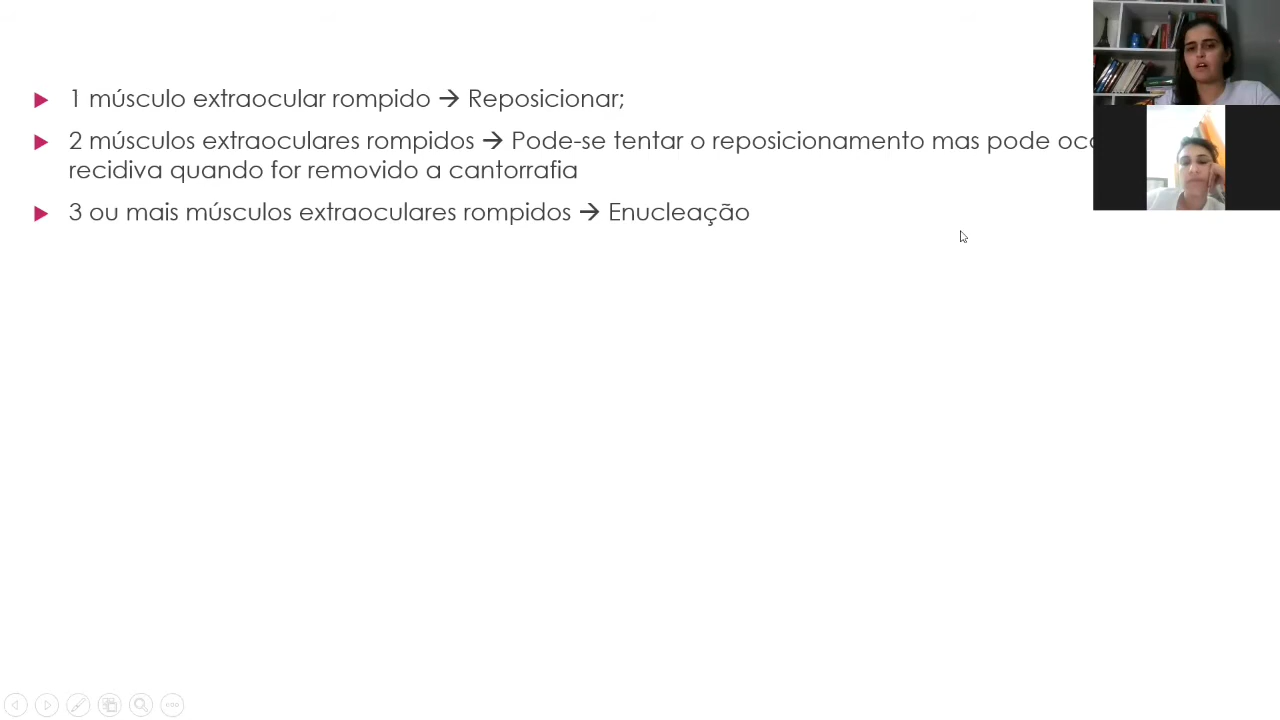 1 músculo extraocular rompido → Reposicionar;
2 músculos extraoculares rompidos → Pode-se tentar o reposicionamento mas pode
recidiva quando for removido a cantorrafia
3 ou mais músculos extraoculares rompidos → Enucleação